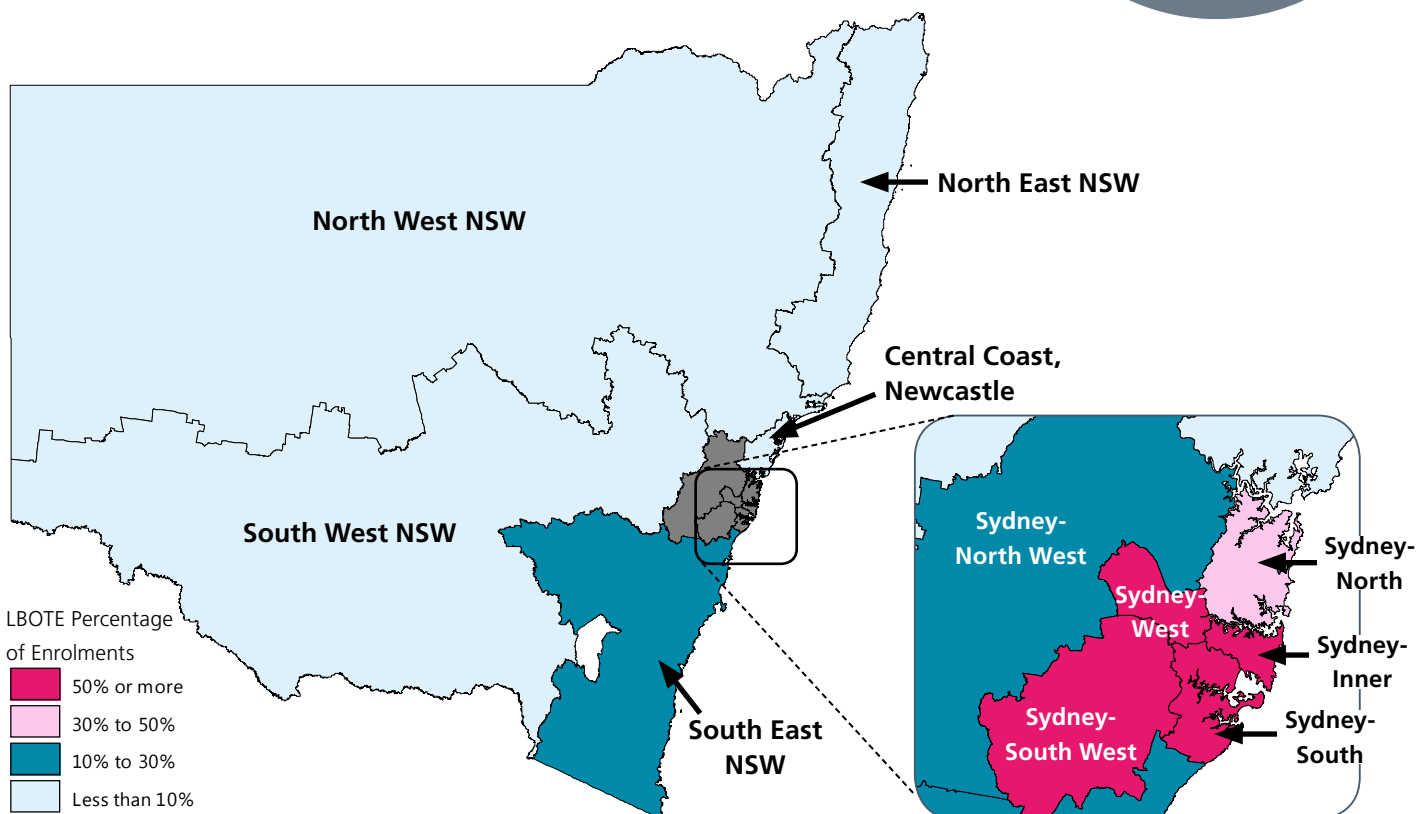 North East NSW
North West NSW
Central Coast,
Newcastle
South West NSW
South East
NSW
Sydney-
North West
Sydney-
West
Sydney-
South West
Sydney-
North
Sydney-
Inner
Sydney-
South
LBOTE Percentage
of Enrolments
50% or more
30% to 50%
10% to 30%
Less than 10%